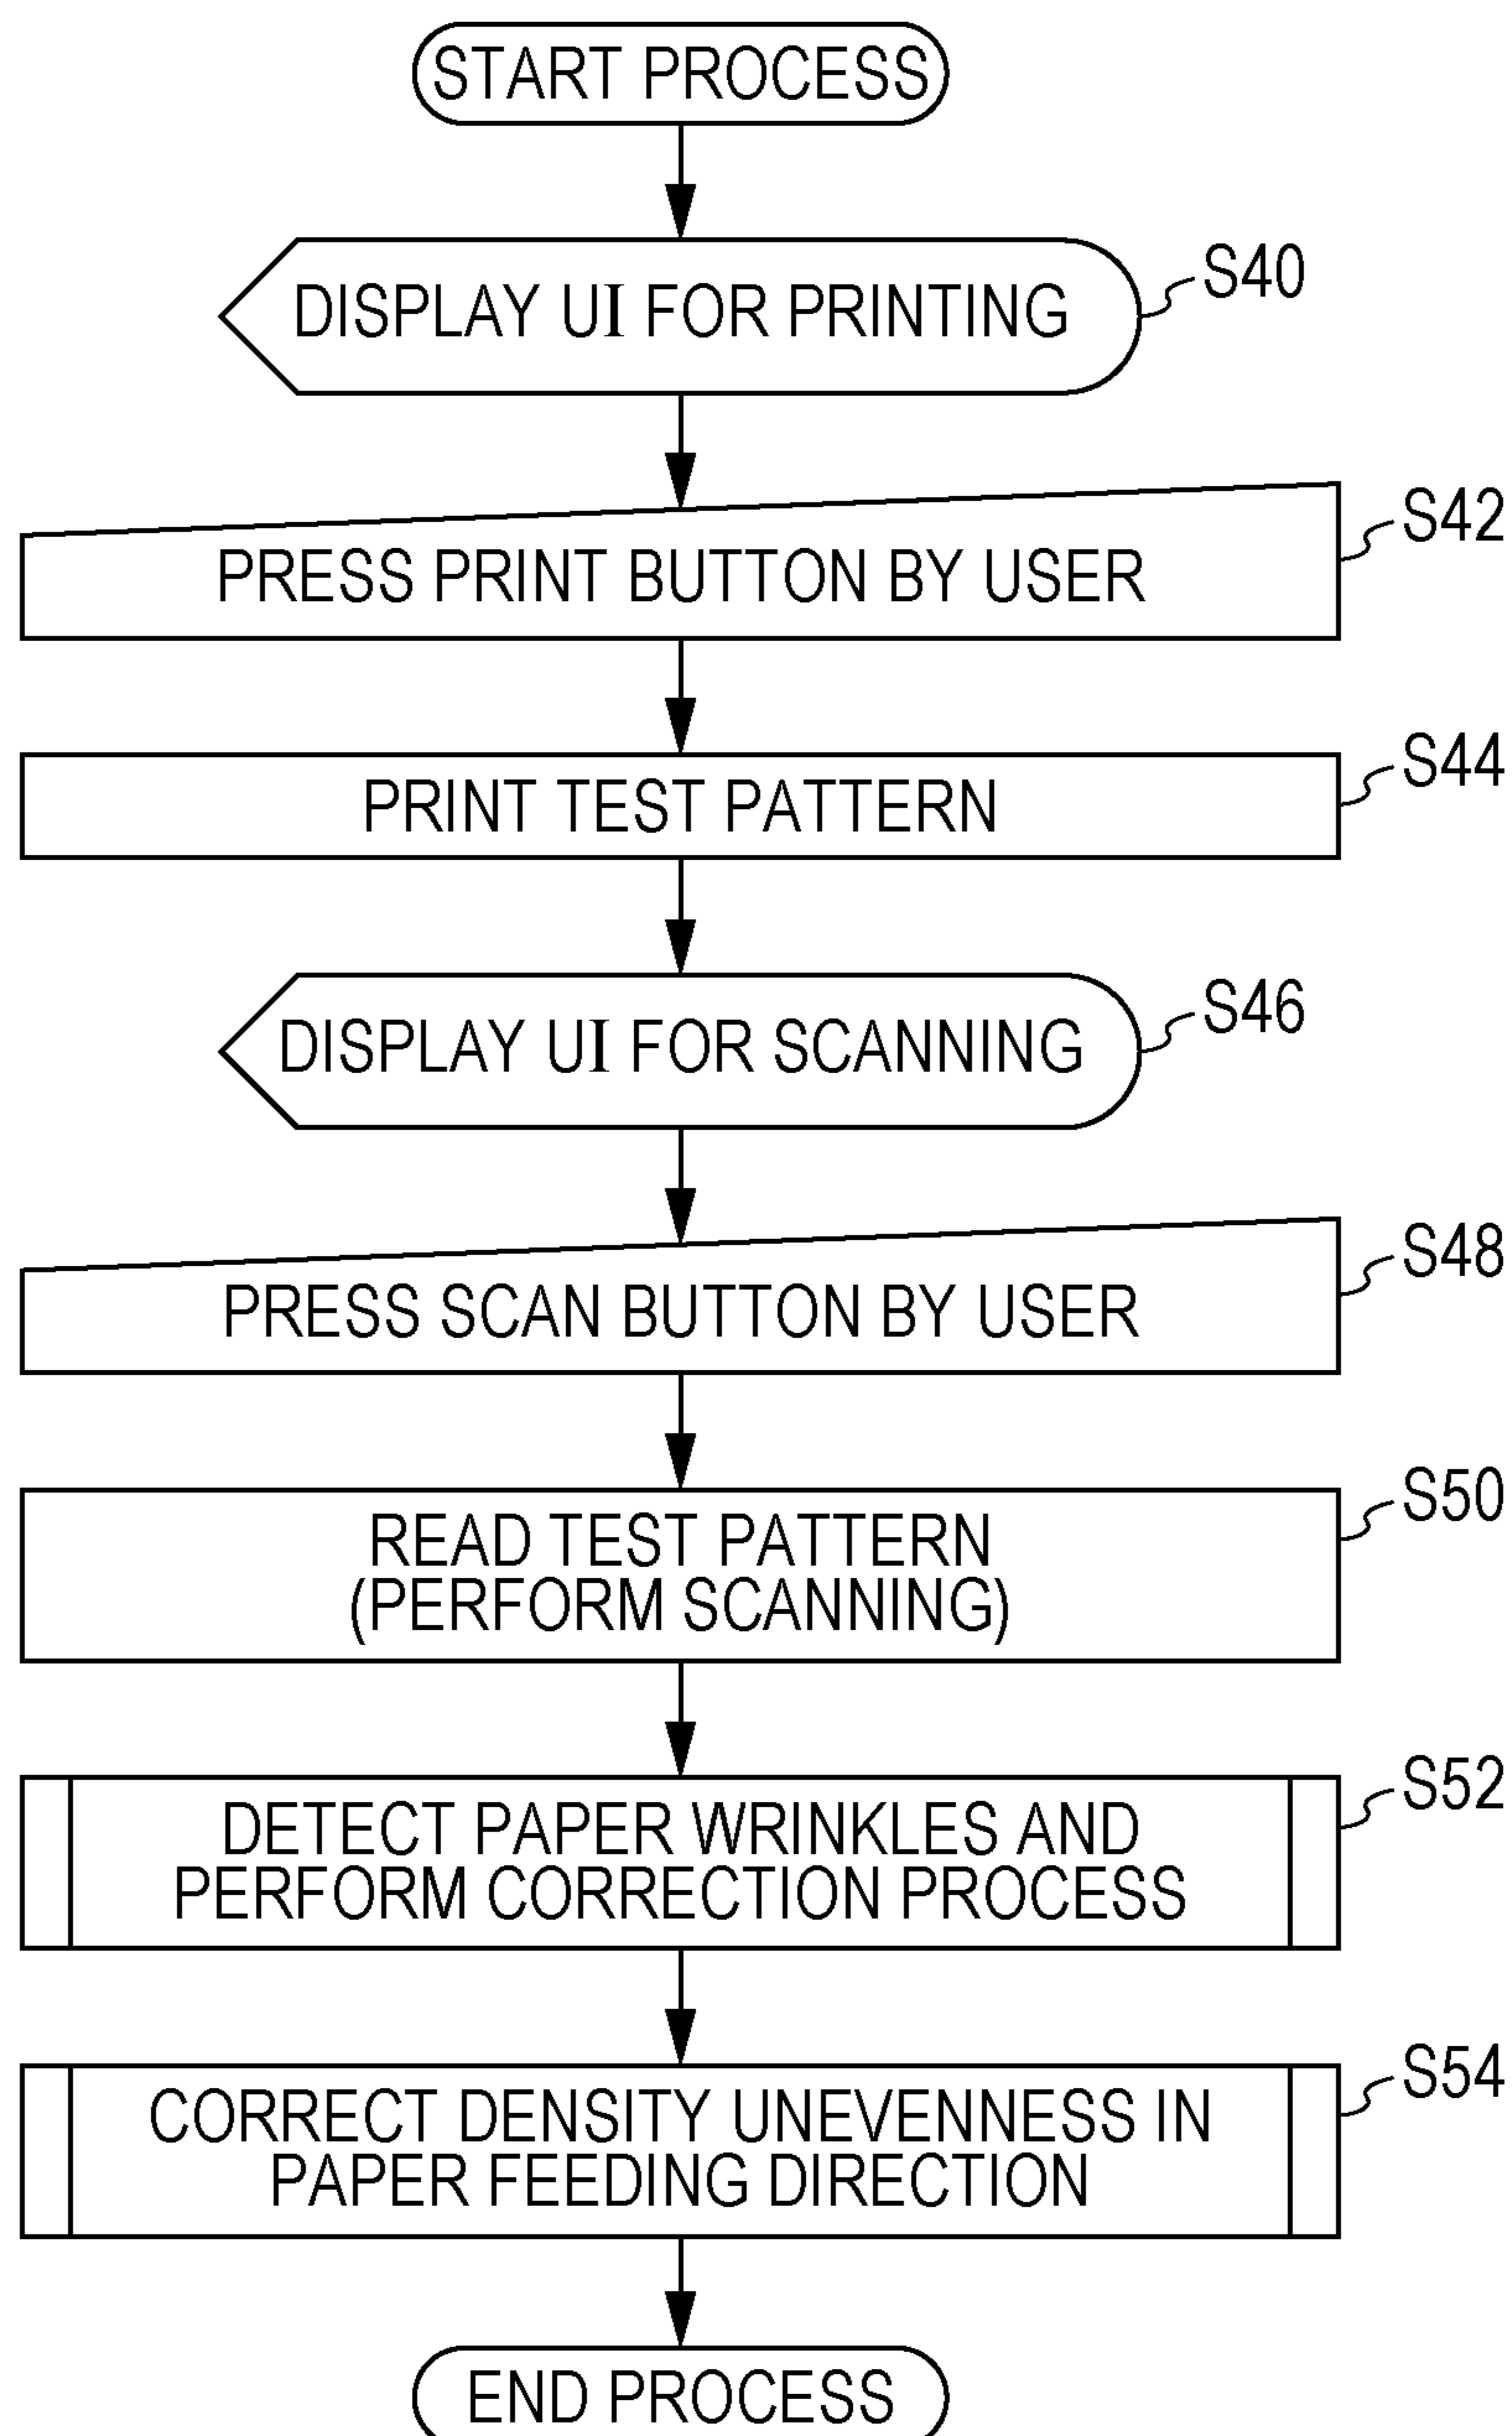 START PROCESS
DISPLAY UI FOR PRINTING
S40
PRESS PRINT BUTTON BY USER
S42
PRINT TEST PATTERN
S44
DISPLAY UI FOR SCANNING
S46
PRESS SCAN BUTTON BY USER
S48
READ TEST PATTERN
(PERFORM SCANNING)
S50
DETECT PAPER WRINKLES AND
PERFORM CORRECTION PROCESS
S52
CORRECT DENSITY UNEVENNESS IN
PAPER FEEDING DIRECTION
S54
END PROCESS